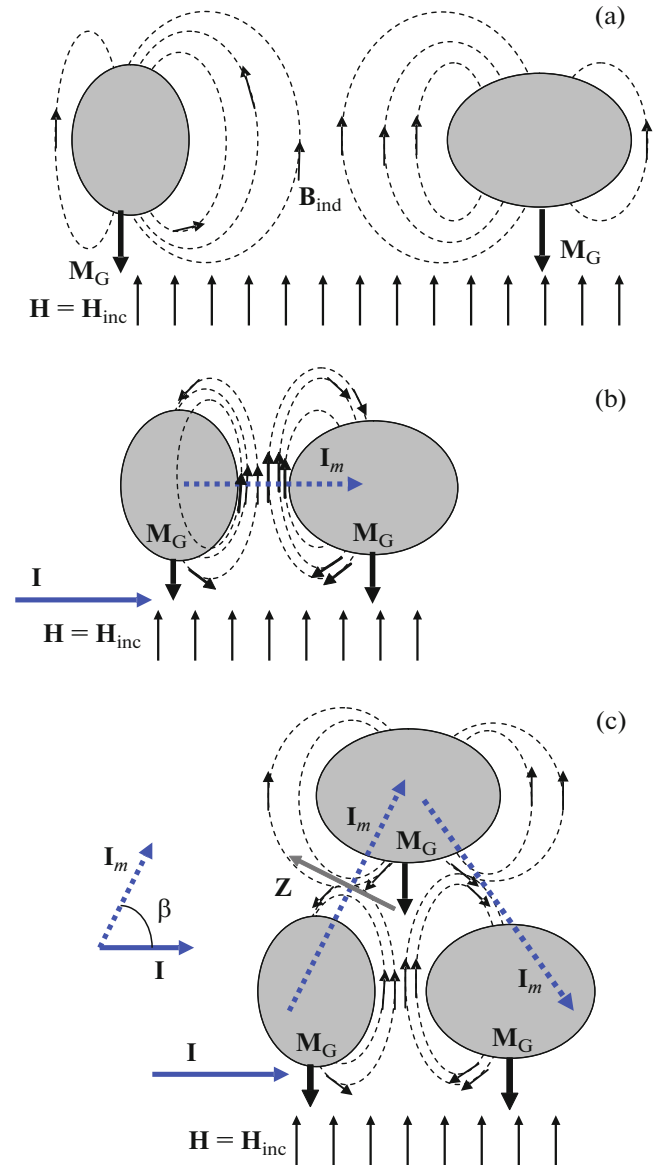 (a)
B_ind
M_G
M_G
H = H_inc
(b)
I_m
M_G
M_G
I
H = H_inc
(c)
I_m
M_G
I_m
β
Z
I
I_m
M_G
M_G
I
H = H_inc